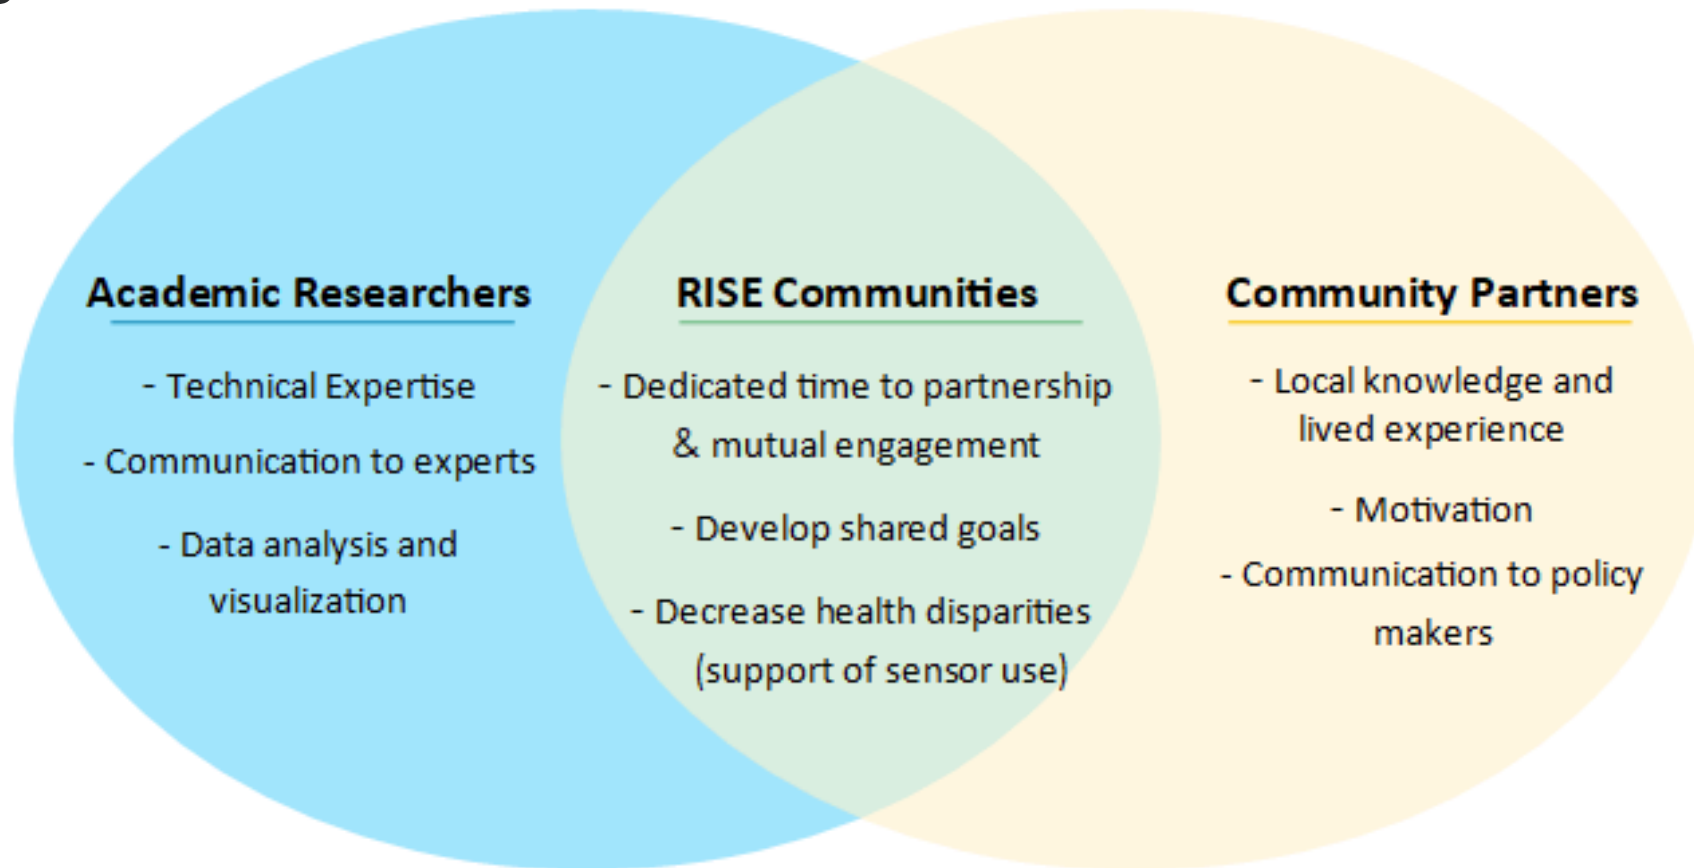 Academic Researchers
- Technical Expertise
- Communication to experts
- Data analysis and
visualization
RISE Communities
- Dedicated time to partnership
& mutual engagement
- Develop shared goals
- Decrease health disparities
(support of sensor use)
Community Partners
- Local knowledge and
lived experience
- Motivation
- Communication to policy
makers